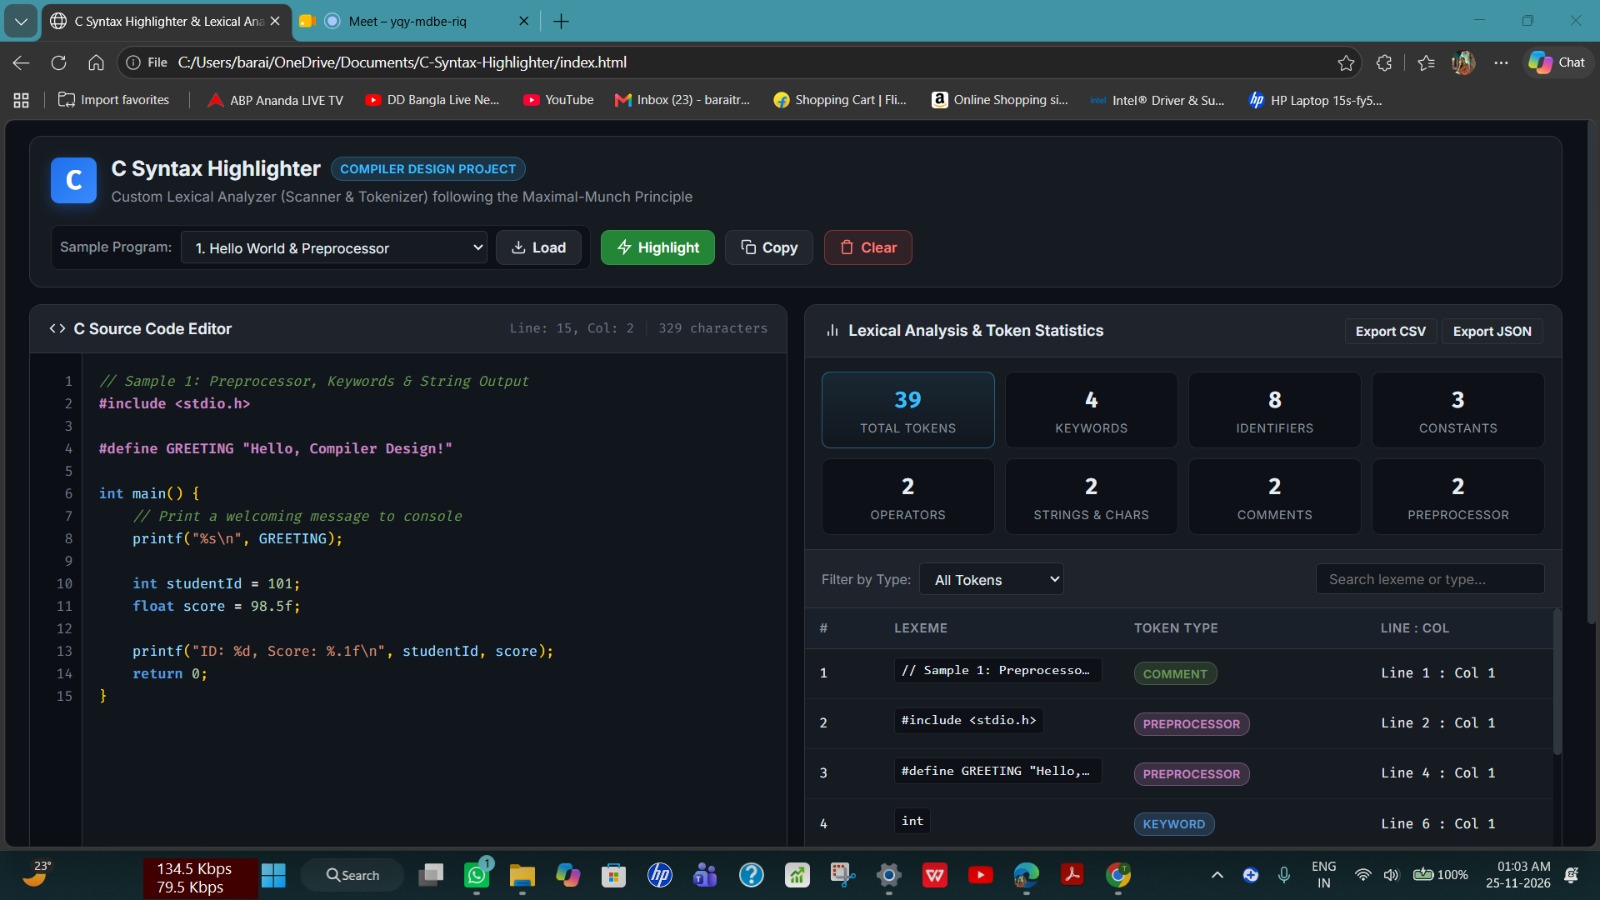 C Syntax Highlighter & Lexical Ana
Meet – yqy-mdbe-riq
File C:/Users/barai/OneDrive/Documents/C-Syntax-Highlighter/index.html
Chat
Import favorites
ABP Ananda LIVE TV
DD Bangla Live Ne...
YouTube
Inbox (23) - baraitr...
Shopping Cart | Fli...
Online Shopping si...
Intel® Driver & Su...
HP Laptop 15s-fy5...
C
C Syntax Highlighter
COMPILER DESIGN PROJECT
Custom Lexical Analyzer (Scanner & Tokenizer) following the Maximal-Munch Principle
Sample Program:
1. Hello World & Preprocessor
Load
Highlight
Copy
Clear
C Source Code Editor
Line: 15, Col: 2
329 characters
1 // Sample 1: Preprocessor, Keywords & String Output
2 #include <stdio.h>
3
4 #define GREETING "Hello, Compiler Design!"
5
6 int main() {
7     // Print a welcoming message to console
8     printf("%s\n", GREETING);
9
10     int studentId = 101;
11     float score = 98.5f;
12
13     printf("ID: %d, Score: %.1f\n", studentId, score);
14     return 0;
15 }
Lexical Analysis & Token Statistics
Export CSV
Export JSON
39
TOTAL TOKENS
4
KEYWORDS
8
IDENTIFIERS
3
CONSTANTS
2
OPERATORS
2
STRINGS & CHARS
2
COMMENTS
2
PREPROCESSOR
Filter by Type:
All Tokens
Search lexeme or type...
# LEXEME TOKEN TYPE LINE : COL
1 // Sample 1: Preprocesso… COMMENT Line 1 : Col 1
2 #include <stdio.h> PREPROCESSOR Line 2 : Col 1
3 #define GREETING "Hello,… PREPROCESSOR Line 4 : Col 1
4 int KEYWORD Line 6 : Col 1
23°
134.5 Kbps
79.5 Kbps
Search
1
ENG
IN
100%
01:03 AM
25-11-2026